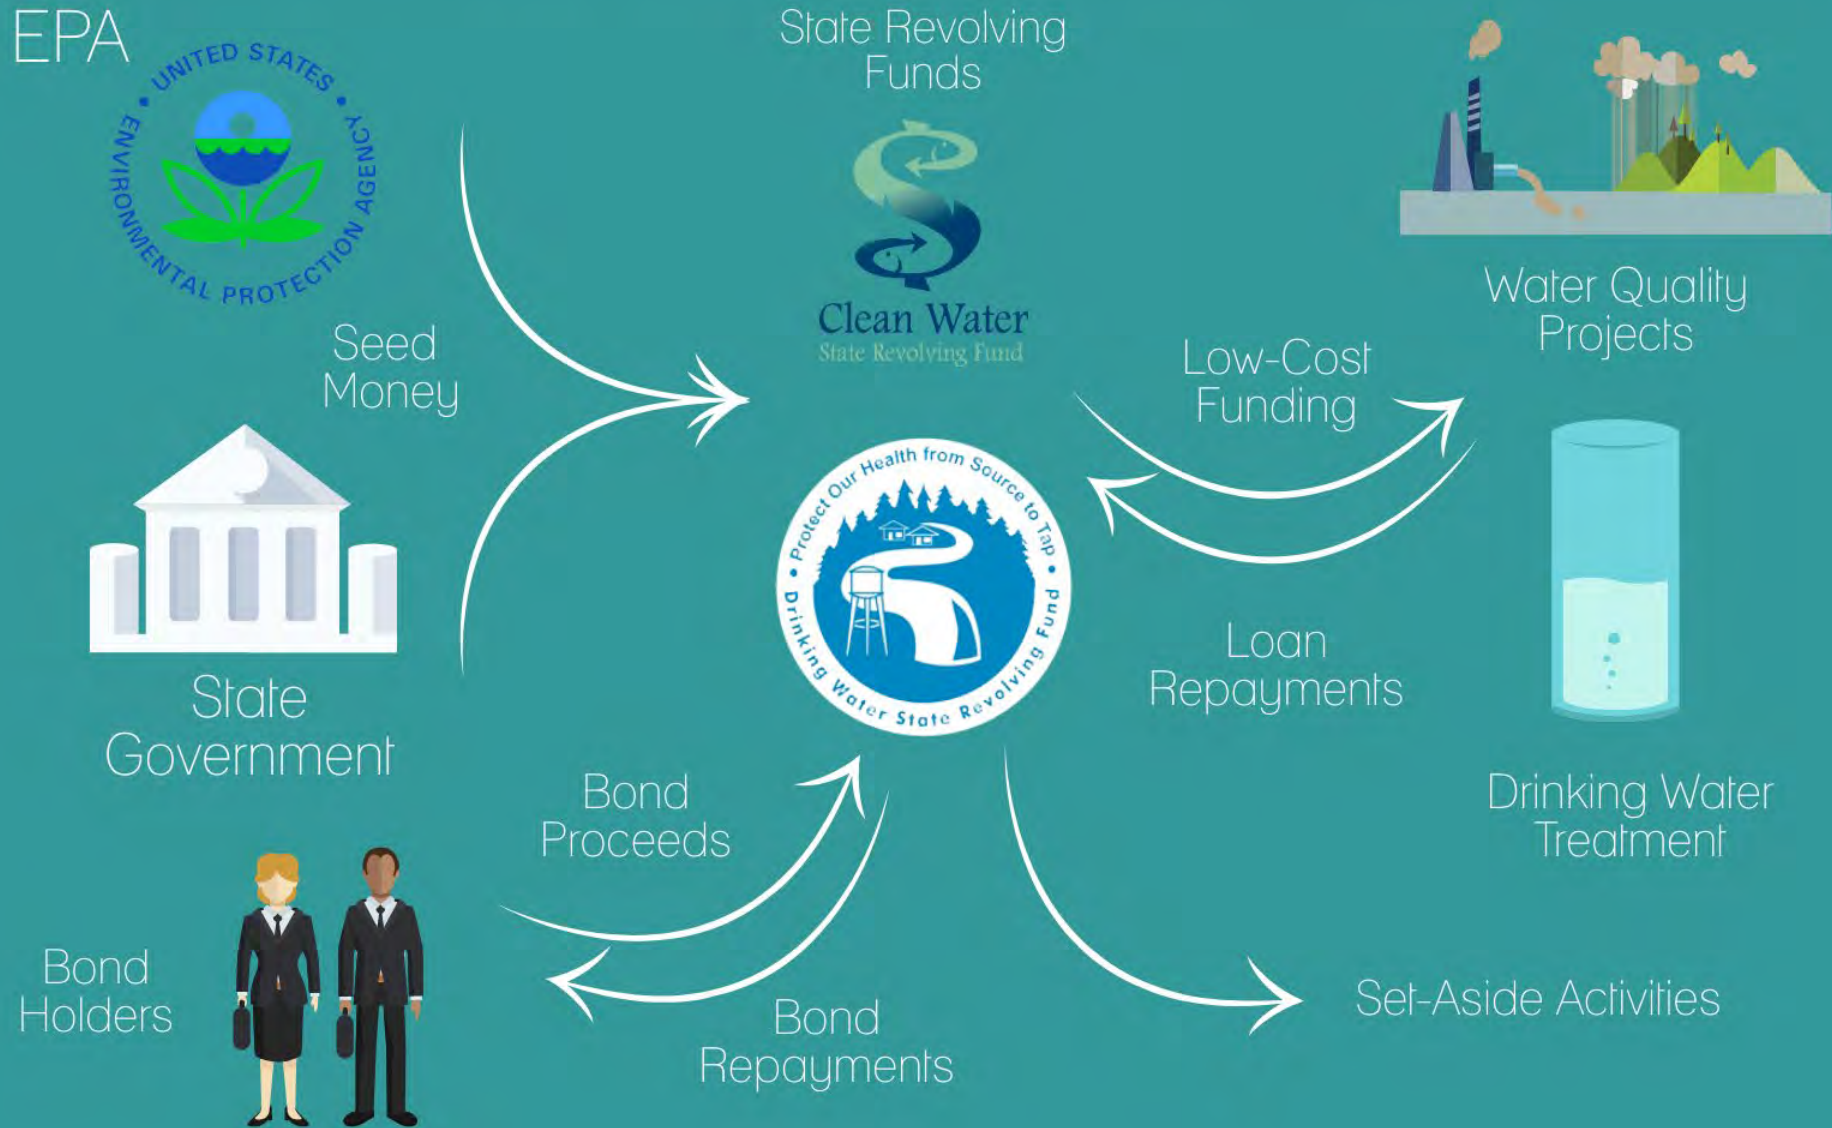 EPA
UNITED STATES • ENVIRONMENTAL PROTECTION AGENCY •
Seed
Money
State
Government
Bond
Holders
State Revolving
Funds
Clean Water
State Revolving Fund
• Protect Our Health from Source to Tap •
Drinking Water State Revolving Fund
Bond
Proceeds
Bond
Repayments
Low-Cost
Funding
Loan
Repayments
Water Quality
Projects
Drinking Water
Treatment
Set-Aside Activities